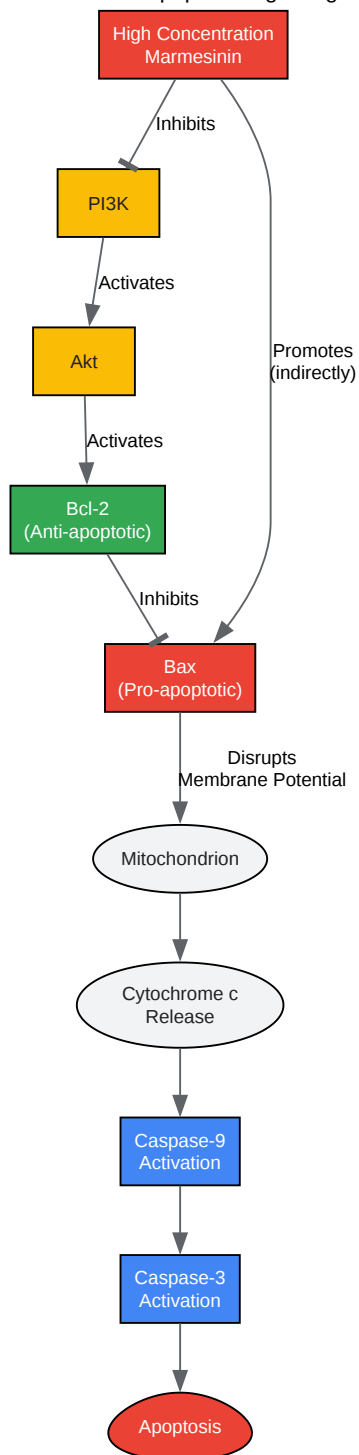 High Concentration
Marmesinin
Inhibits
PI3K
Activates
Akt
Promotes
(indirectly)
Activates
Bcl-2
(Anti-apoptotic)
Inhibits
Bax
(Pro-apoptotic)
Disrupts
Membrane Potential
Mitochondrion
Cytochrome c
Release
Caspase-9
Activation
Caspase-3
Activation
Apoptosis